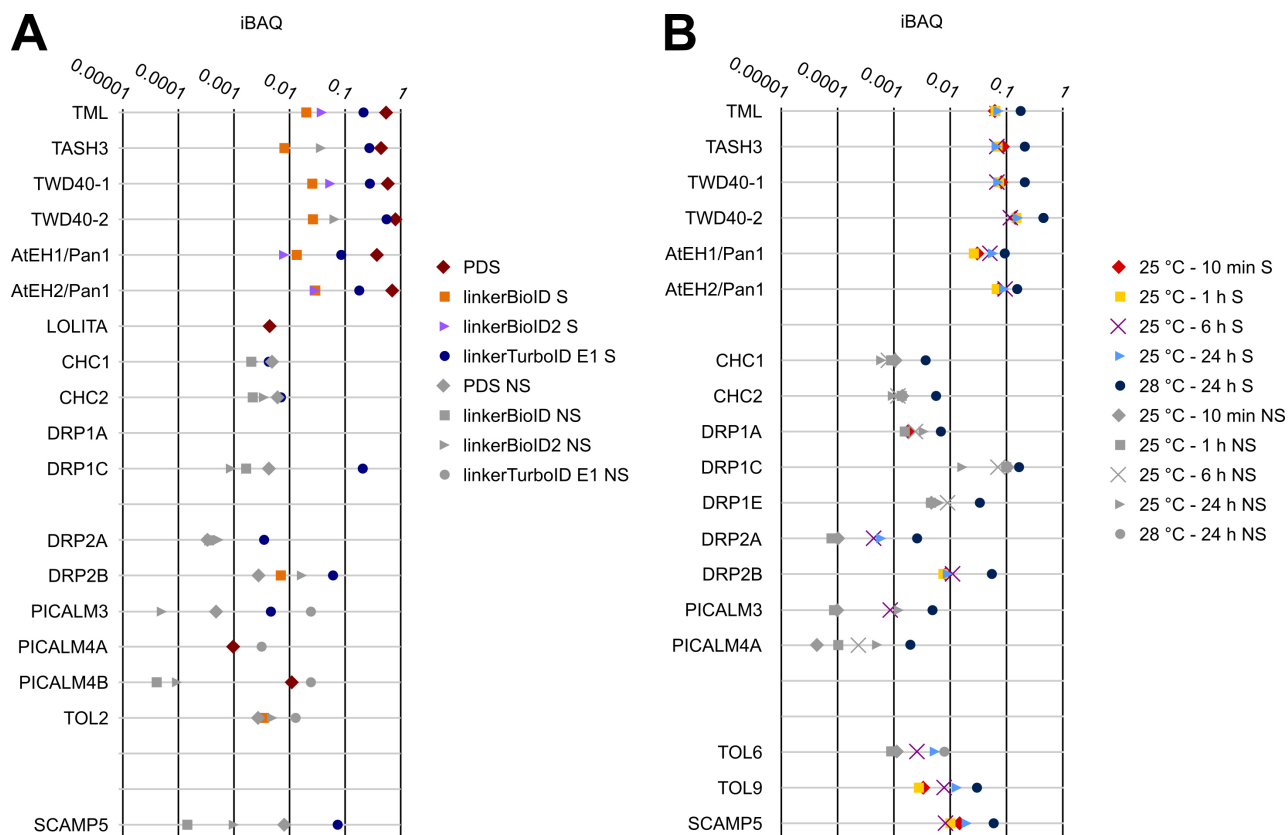 A
iBAQ
0.00001
0.0001
0.001
0.01
0.1
1
TML
TASH3
TWD40-1
TWD40-2
AtEH1/Pan1
AtEH2/Pan1
LOLITA
CHC1
CHC2
DRP1A
DRP1C
DRP2A
DRP2B
PICALM3
PICALM4A
PICALM4B
TOL2
SCAMP5
PDS
linkerBioID S
linkerBioID2 S
linkerTurboID E1 S
PDS NS
linkerBioID NS
linkerBioID2 NS
linkerTurboID E1 NS
B
iBAQ
0.00001
0.0001
0.001
0.01
0.1
1
TML
TASH3
TWD40-1
TWD40-2
AtEH1/Pan1
AtEH2/Pan1
CHC1
CHC2
DRP1A
DRP1C
DRP1E
DRP2A
DRP2B
PICALM3
PICALM4A
TOL6
TOL9
SCAMP5
25 °C - 10 min S
25 °C - 1 h S
25 °C - 6 h S
25 °C - 24 h S
28 °C - 24 h S
25 °C - 10 min NS
25 °C - 1 h NS
25 °C - 6 h NS
25 °C - 24 h NS
28 °C - 24 h NS